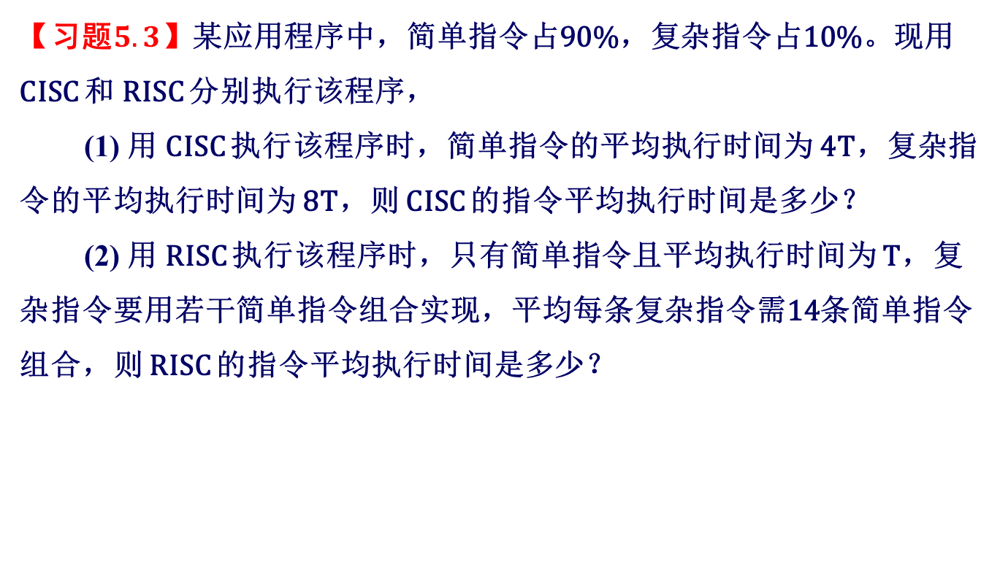 【习题5.3】某应用程序中，简单指令占90%，复杂指令占10%。现用
CISC和 RISC分别执行该程序，
(1) 用 CISC执行该程序时，简单指令的平均执行时间为 4T，复杂指
令的平均执行时间为 8T，则 CISC的指令平均执行时间是多少？
(2) 用 RISC执行该程序时，只有简单指令且平均执行时间为 T，复
杂指令要用若干简单指令组合实现，平均每条复杂指令需14条简单指令
组合，则 RISC的指令平均执行时间是多少？